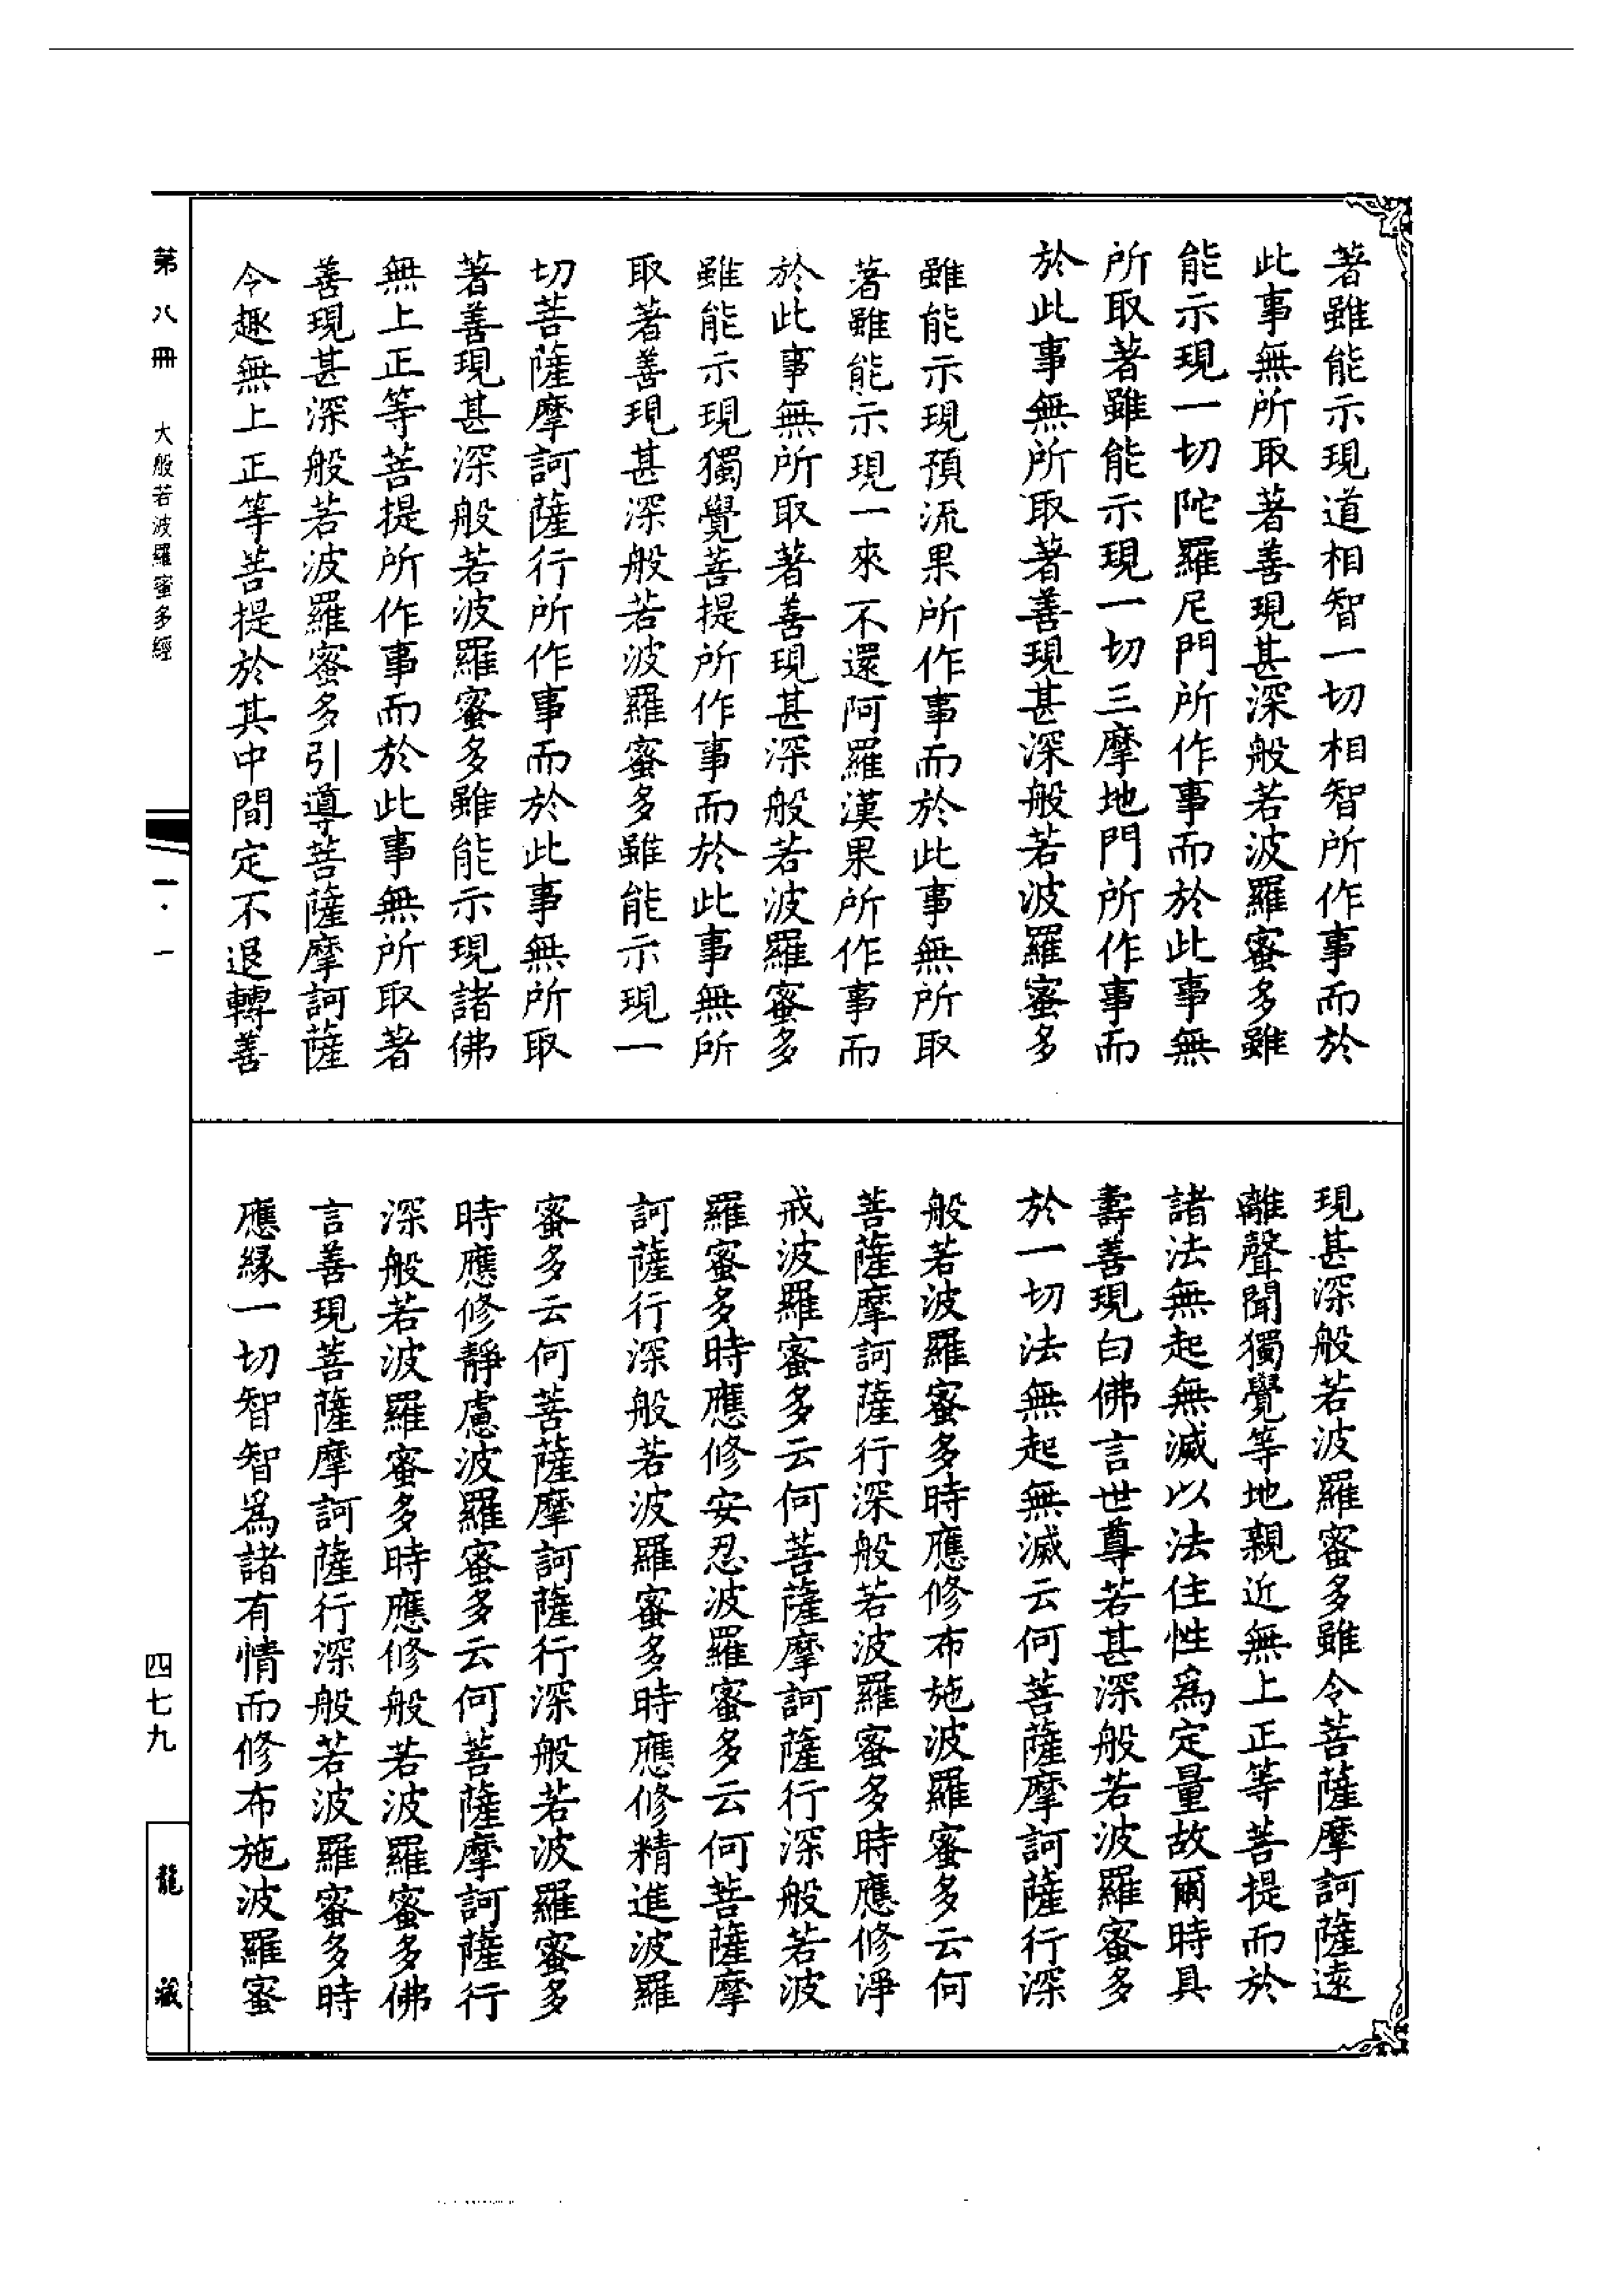 著雖能示現道相智一切相智所作事而於
此事無所取著善現甚深般若波羅蜜多雖
能示現一切陀羅尼門所作事而於此事無
所取著雖能示現一切三摩地門所作事而
於此事無所取著善現甚深般若波羅蜜多
雖能示現預流果所作事而於此事無所取
著雖能示現一來不還阿羅漢果所作事而
於此事無所取著善現甚深般若波羅蜜多
雖能示現獨覺菩提所作事而於此事無所
取著善現甚深般若波羅蜜多雖能示現一
切菩薩摩訶薩行所作事而於此事無所取
著善現甚深般若波羅蜜多雖能示現諸佛
無上正等菩提所作事而於此事無所取著
善現甚深般若波羅蜜多引導菩薩摩訶薩
令趣無上正等菩提於其中間定不退轉善
現甚深般若波羅蜜多雖令菩薩摩訶薩遠
離聲聞獨覺等地親近無上正等菩提而於
諸法無起無滅以法住性爲定量故爾時具
壽善現白佛言世尊若甚深般若波羅蜜多
於一切法無起無滅云何菩薩摩訶薩行深
般若波羅蜜多時應修布施波羅蜜多云何
菩薩摩訶薩行深般若波羅蜜多時應修淨
戒波羅蜜多云何菩薩摩訶薩行深般若波
羅蜜多時應修安忍波羅蜜多云何菩薩摩
訶薩行深般若波羅蜜多時應修精進波羅
蜜多云何菩薩摩訶薩行深般若波羅蜜多
時應修靜慮波羅蜜多云何菩薩摩訶薩行
深般若波羅蜜多時應修般若波羅蜜多佛
言善現菩薩摩訶薩行深般若波羅蜜多時
應緣一切智智爲諸有情而修布施波羅蜜
第八冊 大般若波羅蜜多經 一·一 四七九 龍藏